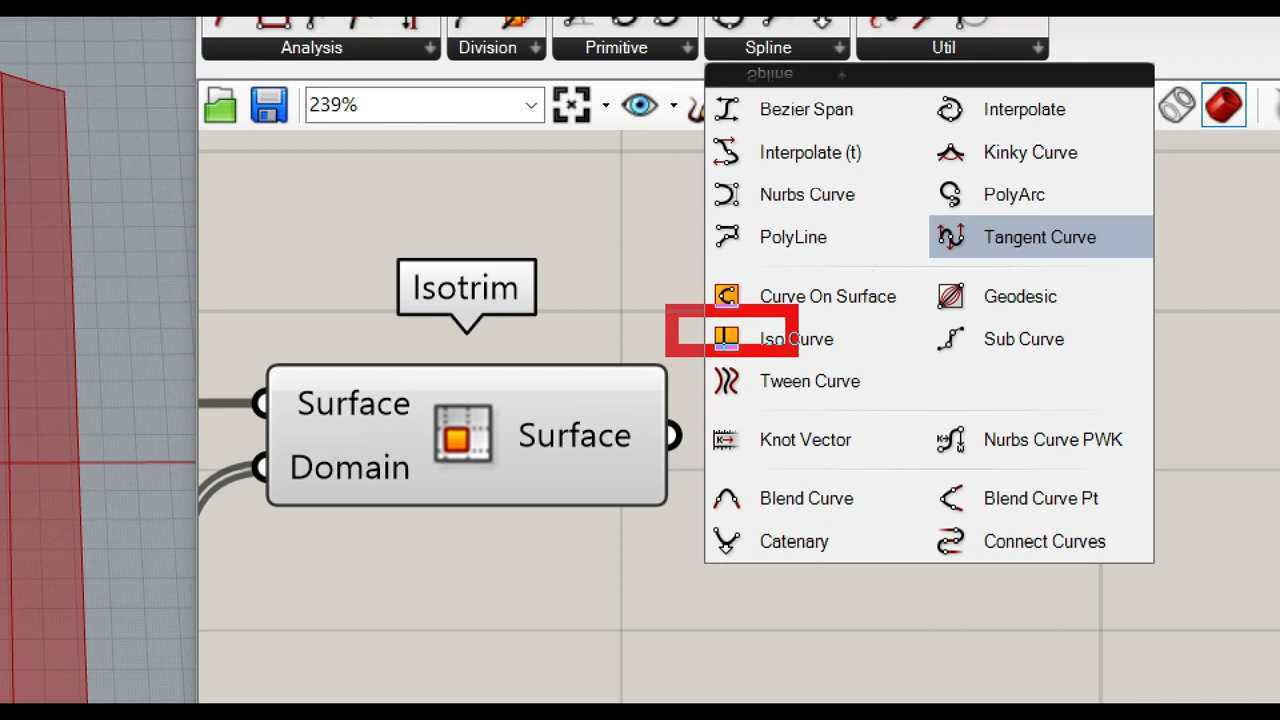 Analysis
Division
Primitive
Spline
Util
Spline
239%
Bezier Span
Interpolate
Interpolate (t)
Kinky Curve
Nurbs Curve
PolyArc
PolyLine
Tangent Curve
Curve On Surface
Geodesic
Iso Curve
Sub Curve
Tween Curve
Knot Vector
Nurbs Curve PWK
Blend Curve
Blend Curve Pt
Catenary
Connect Curves
Isotrim
Surface
Domain
Surface